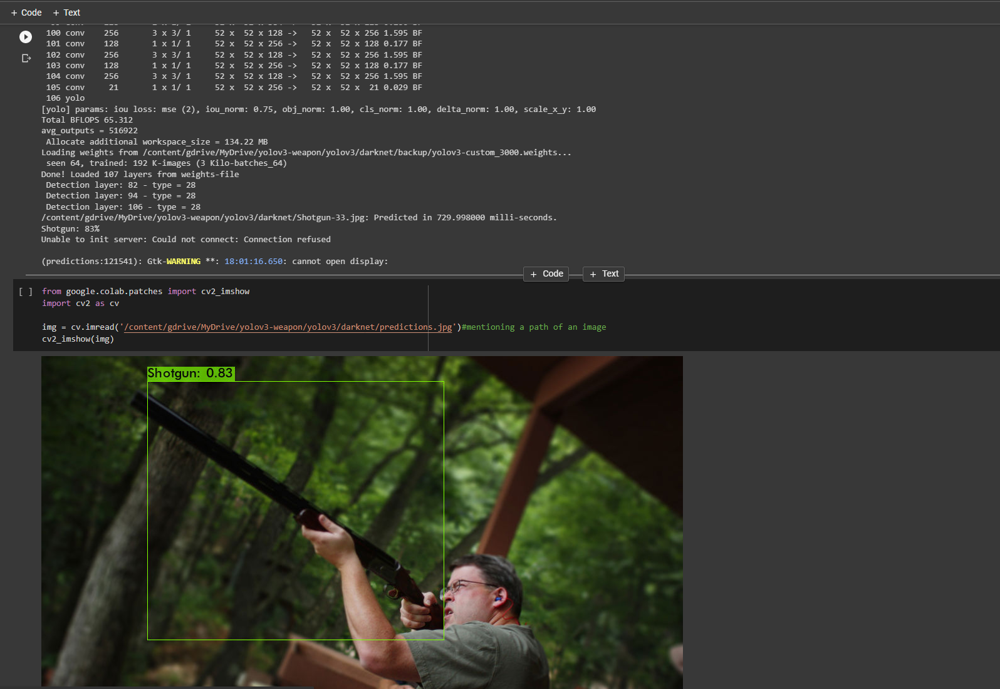 + Code + Text
100 conv 256 3 x 3/ 1 52 x 52 x 128 -> 52 x 52 x 256 1.595 BF
101 conv 128 1 x 1/ 1 52 x 52 x 256 -> 52 x 52 x 128 0.177 BF
102 conv 256 3 x 3/ 1 52 x 52 x 128 -> 52 x 52 x 256 1.595 BF
103 conv 128 1 x 1/ 1 52 x 52 x 256 -> 52 x 52 x 128 0.177 BF
104 conv 256 3 x 3/ 1 52 x 52 x 128 -> 52 x 52 x 256 1.595 BF
105 conv 21 1 x 1/ 1 52 x 52 x 256 -> 52 x 52 x 21 0.029 BF
106 yolo
[yolo] params: iou loss: mse (2), iou_norm: 0.75, obj_norm: 1.00, cls_norm: 1.00, delta_norm: 1.00, scale_x_y: 1.00
Total BFLOPS 65.312
avg_outputs = 516922
Allocate additional workspace_size = 134.22 MB
Loading weights from /content/gdrive/MyDrive/yolov3-weapon/yolov3/darknet/backup/yolov3-custom_3000.weights...
seen 64, trained: 192 K-images (3 Kilo-batches_64)
Done! Loaded 107 layers from weights-file
Detection layer: 82 - type = 28
Detection layer: 94 - type = 28
Detection layer: 106 - type = 28
/content/gdrive/MyDrive/yolov3-weapon/yolov3/darknet/Shotgun-33.jpg: Predicted in 729.998000 milli-seconds.
Shotgun: 83%
Unable to init server: Could not connect: Connection refused
(predictions:121541): Gtk-WARNING **: 18:01:16.650: cannot open display:
+ Code + Text
[ ] from google.colab.patches import cv2_imshow
import cv2 as cv
img = cv.imread('/content/gdrive/MyDrive/yolov3-weapon/yolov3/darknet/predictions.jpg')#mentioning a path of an image
cv2_imshow(img)
Shotgun: 0.83